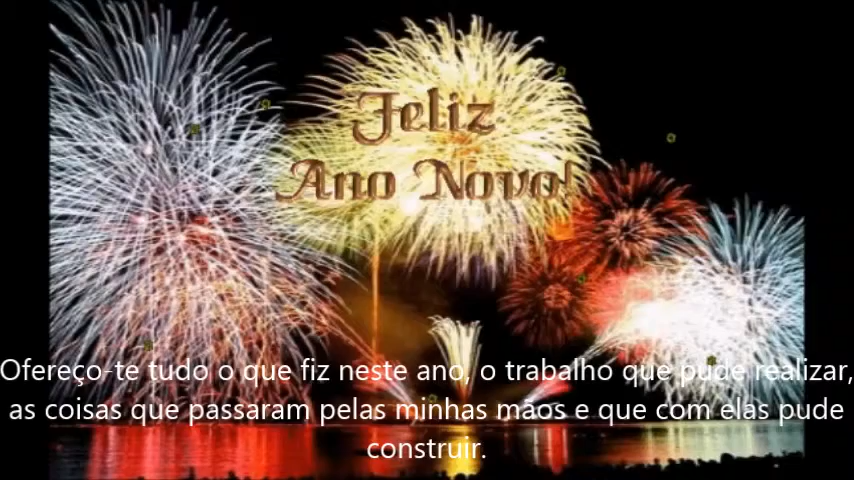 Feliz
Ano Novo!
Ofereço-te tudo o que fiz neste ano, o trabalho que pude realizar,
as coisas que passaram pelas minhas mãos e que com elas pude
construir.